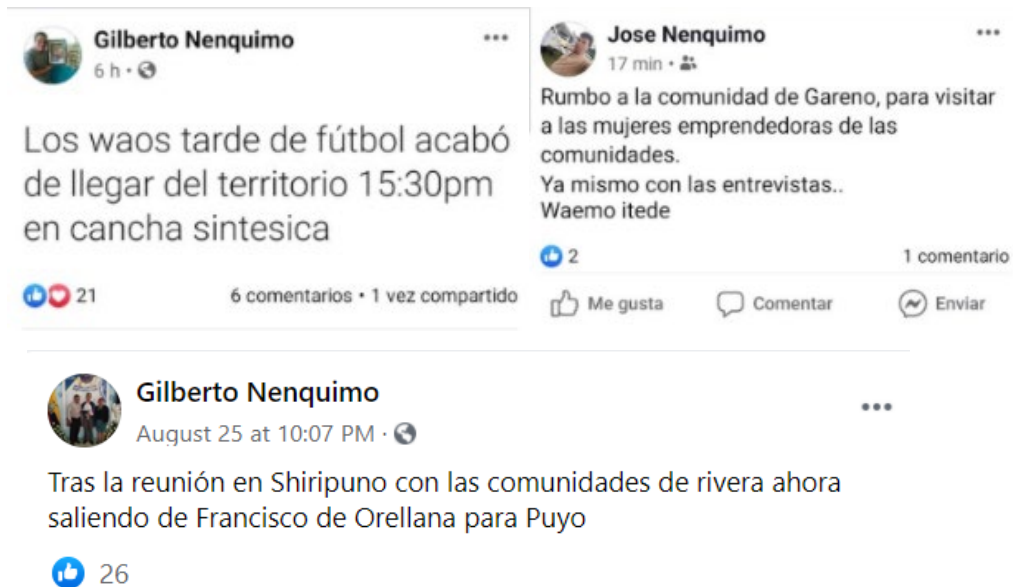 Gilberto Nenquimo
6 h
Los waos tarde de fútbol acabó
de llegar del territorio 15:30pm
en cancha sintesica
21
6 comentarios • 1 vez compartido
Jose Nenquimo
17 min
Rumbo a la comunidad de Gareno, para visitar
a las mujeres emprendedoras de las
comunidades.
Ya mismo con las entrevistas..
Waemo itede
2
1 comentario
Me gusta
Comentar
Enviar
Gilberto Nenquimo
August 25 at 10:07 PM
Tras la reunión en Shiripuno con las comunidades de rivera ahora
saliendo de Francisco de Orellana para Puyo
26